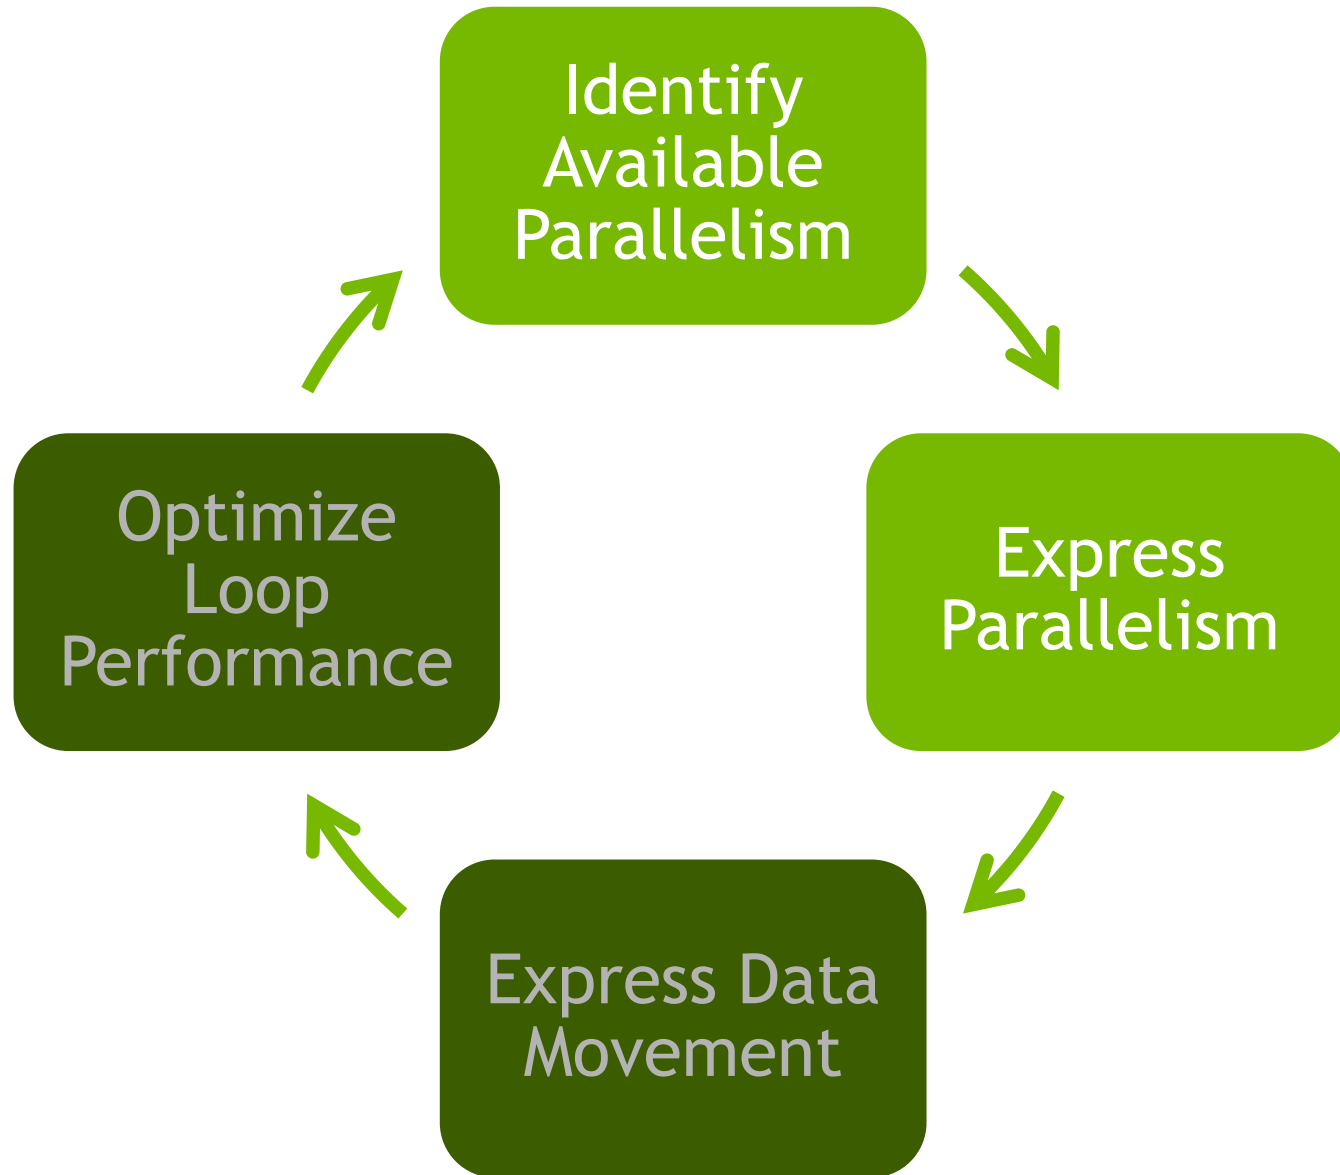 Identify
Available
Parallelism
Express
Parallelism
Express Data
Movement
Optimize
Loop
Performance